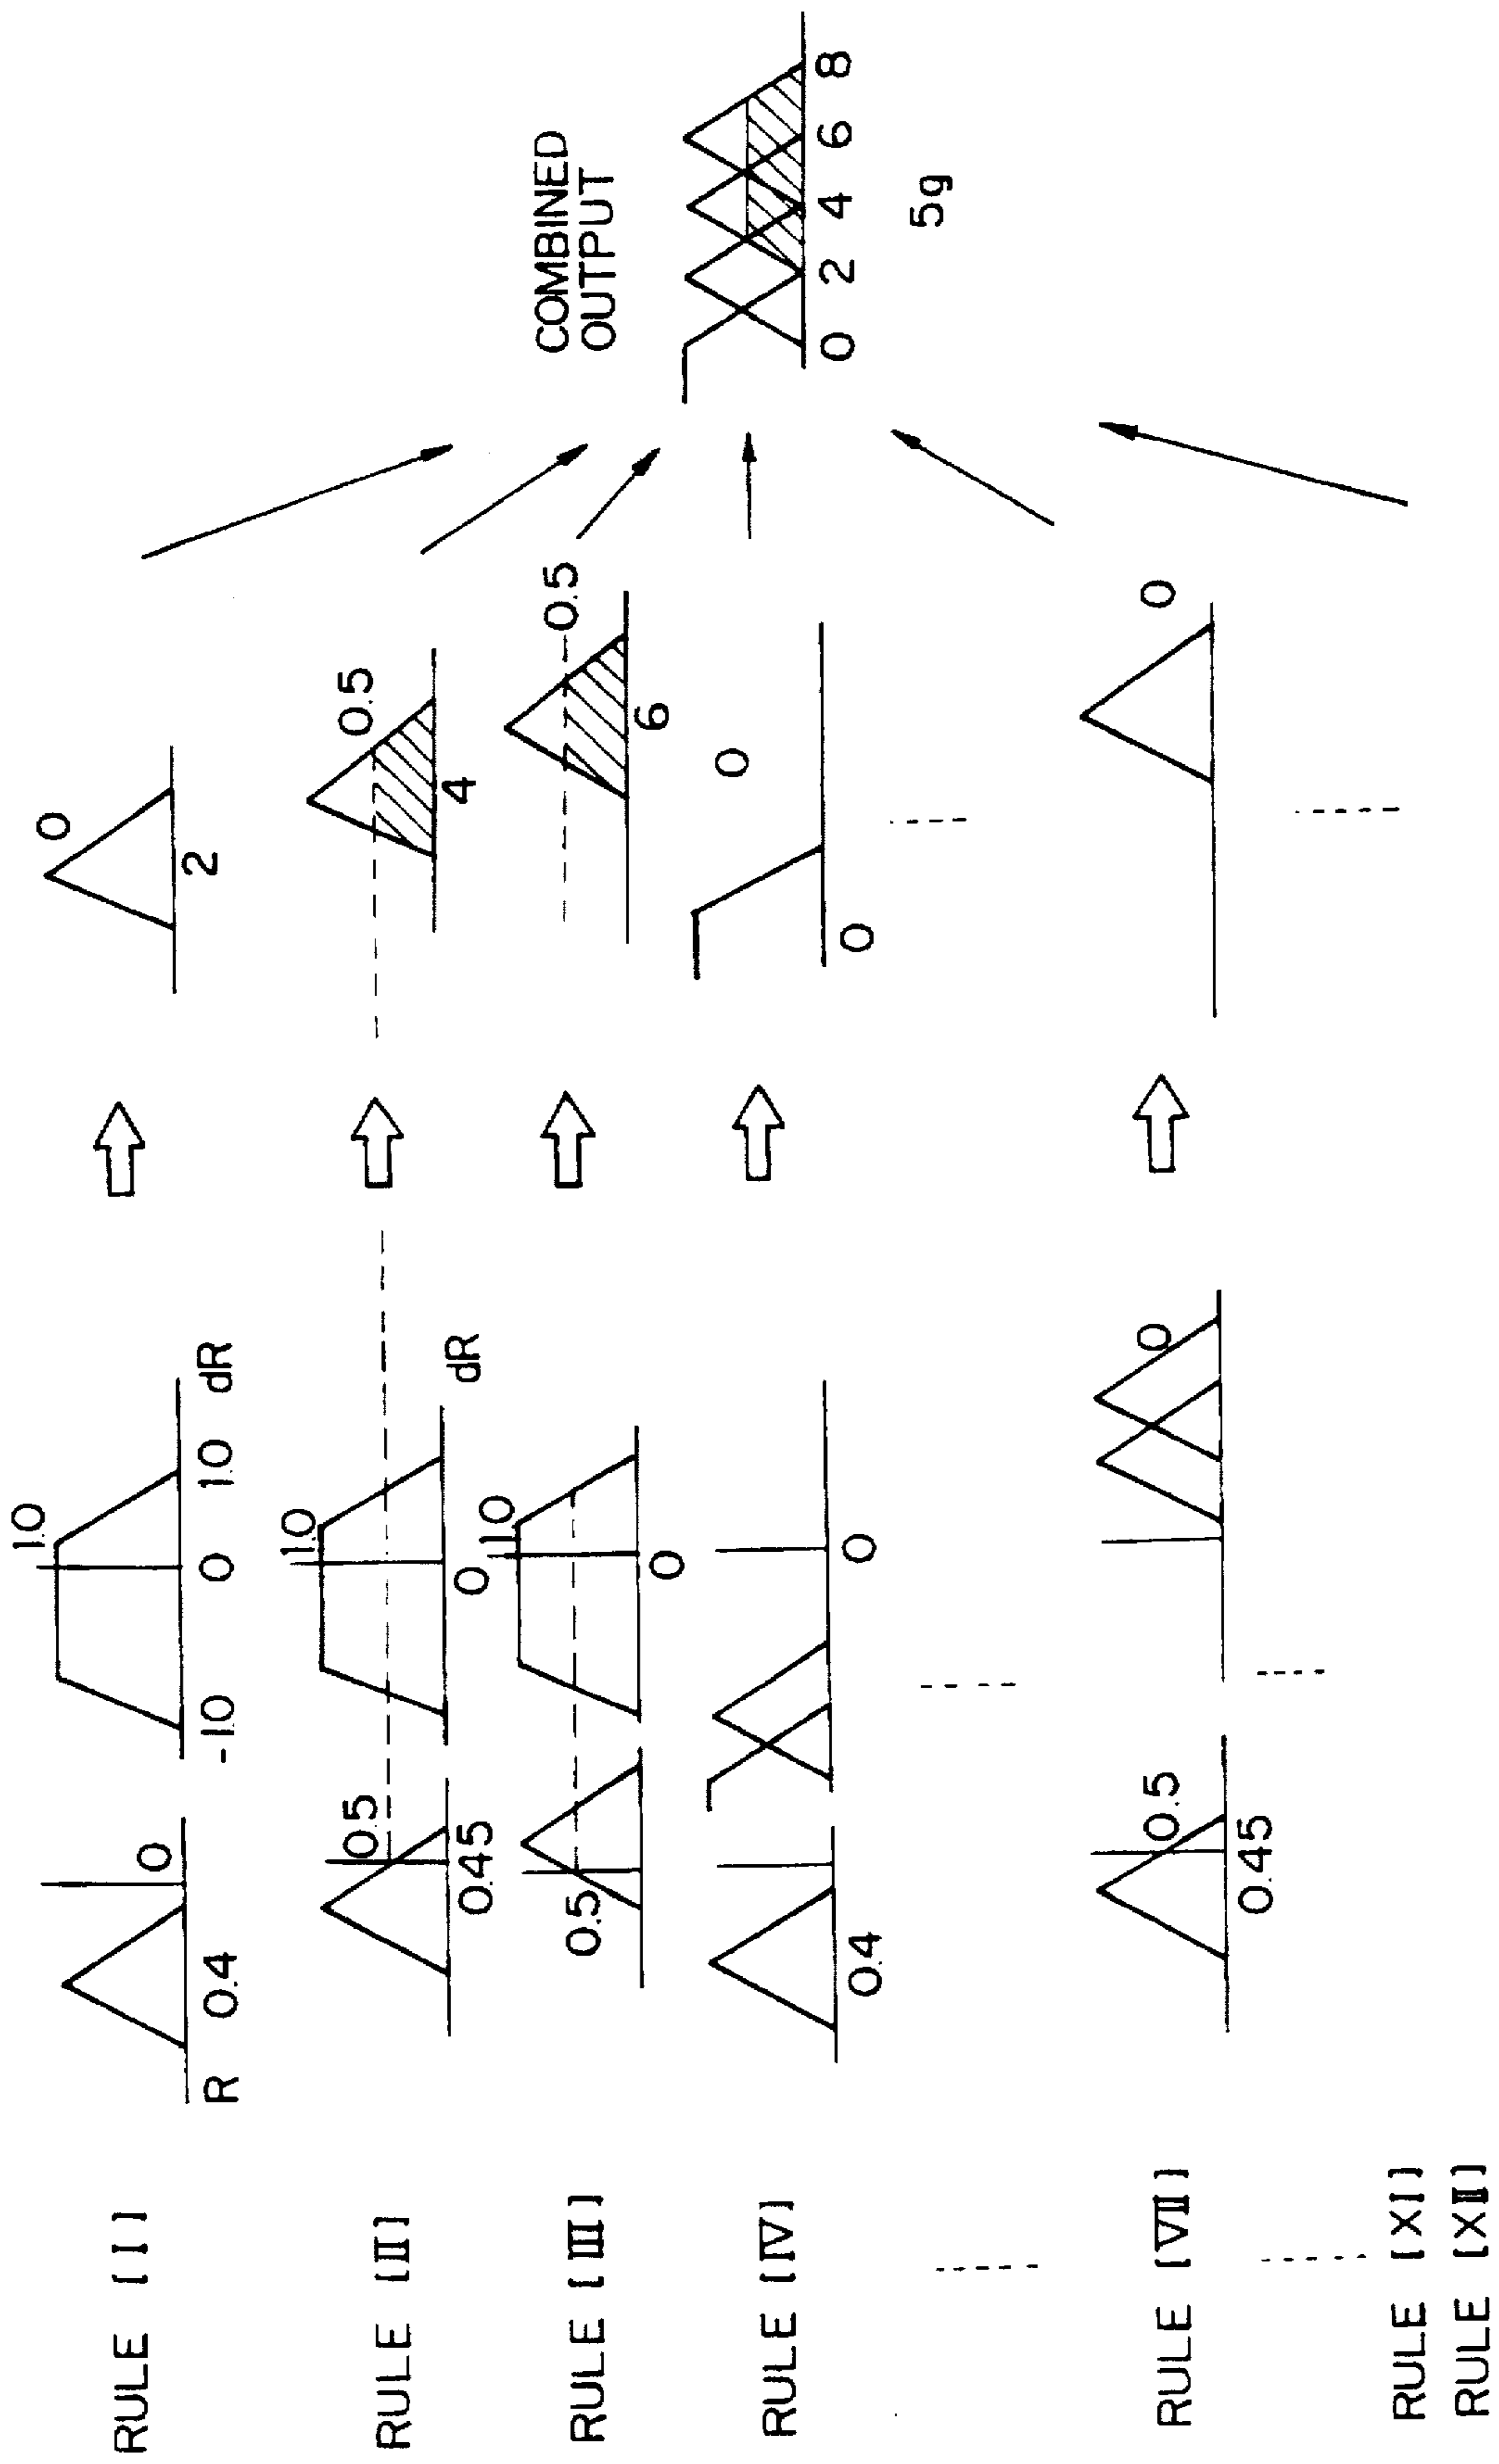 RULE [I]
R
0.4
0
1.0
-1.0
0
1.0
dR
0
2
RULE [II]
0.5
0.45
1.0
0
dR
0.5
4
RULE [III]
0.5
1.0
0
0.5
6
RULE [IV]
0.4
0
0
0
RULE [VII]
0.5
0.45
0
0
RULE [XI]
RULE [XII]
COMBINED
OUTPUT
0 2 4 6 8
5g